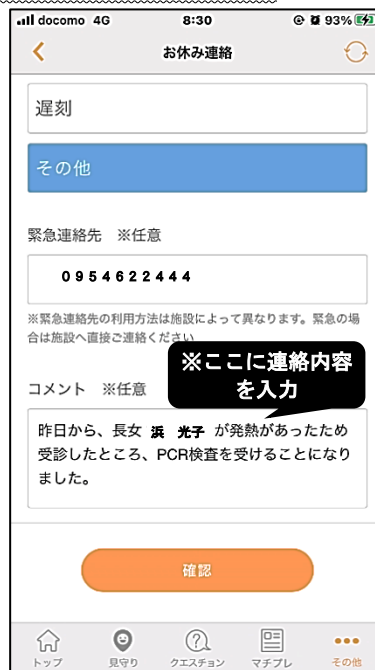 docomo 4G 8:30 93%
お休み連絡
遅刻
その他
緊急連絡先 ※任意
0954622444
※緊急連絡先の利用方法は施設によって異なります。緊急の場
合は施設へ直接ご連絡ください
※ここに連絡内容
を入力
コメント ※任意
昨日から、長女 浜 光子 が発熱があったため
受診したところ、PCR検査を受けることになり
ました。
確認
トップ 見守り クエスチョン マチプレ その他